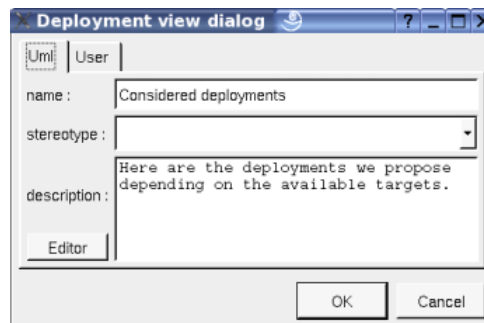 Deployment view dialog
Uml User
name : Considered deployments
stereotype :
Here are the deployments we propose
depending on the available targets.
description :
Editor
OK Cancel